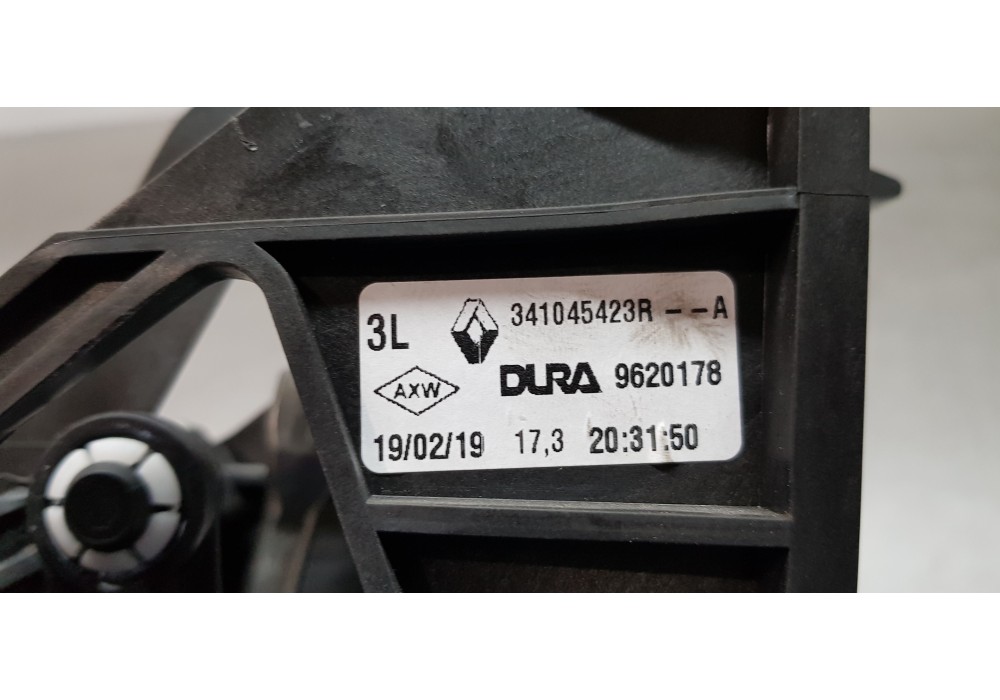 3L 341045423R --A
AXW DURA 9620178
19/02/19 17,3 20:31:50